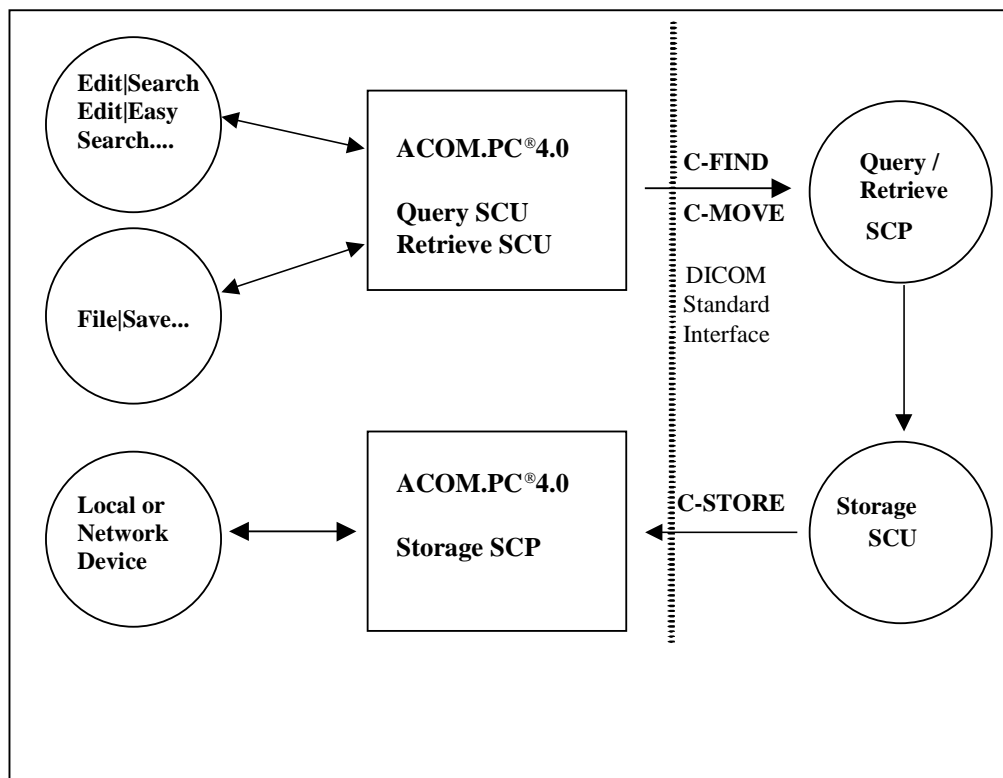 Edit|Search
Edit|Easy
Search....
ACOM.PC®4.0
Query SCU
Retrieve SCU
C-FIND
C-MOVE
Query /
Retrieve
SCP
File|Save...
DICOM
Standard
Interface
Local or
Network
Device
ACOM.PC®4.0
Storage SCP
C-STORE
Storage
SCU